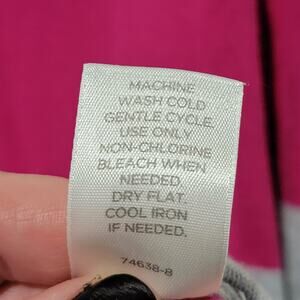 MACHINE
WASH COLD
GENTLE CYCLE.
USE ONLY
NON-CHLORINE
BLEACH WHEN
NEEDED.
DRY FLAT.
COOL IRON
IF NEEDED.
74638-8